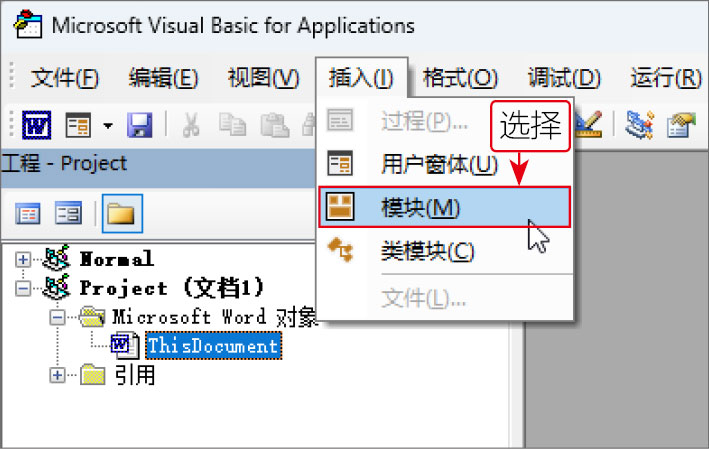 Microsoft Visual Basic for Applications
文件(F) 编辑(E) 视图(V) 插入(I) 格式(O) 调试(D) 运行(R)
过程(P)...
选择
工程 - Project
用户窗体(U)
模块(M)
类模块(C)
文件(L)...
Normal
Project (文档1)
Microsoft Word 对象
ThisDocument
引用